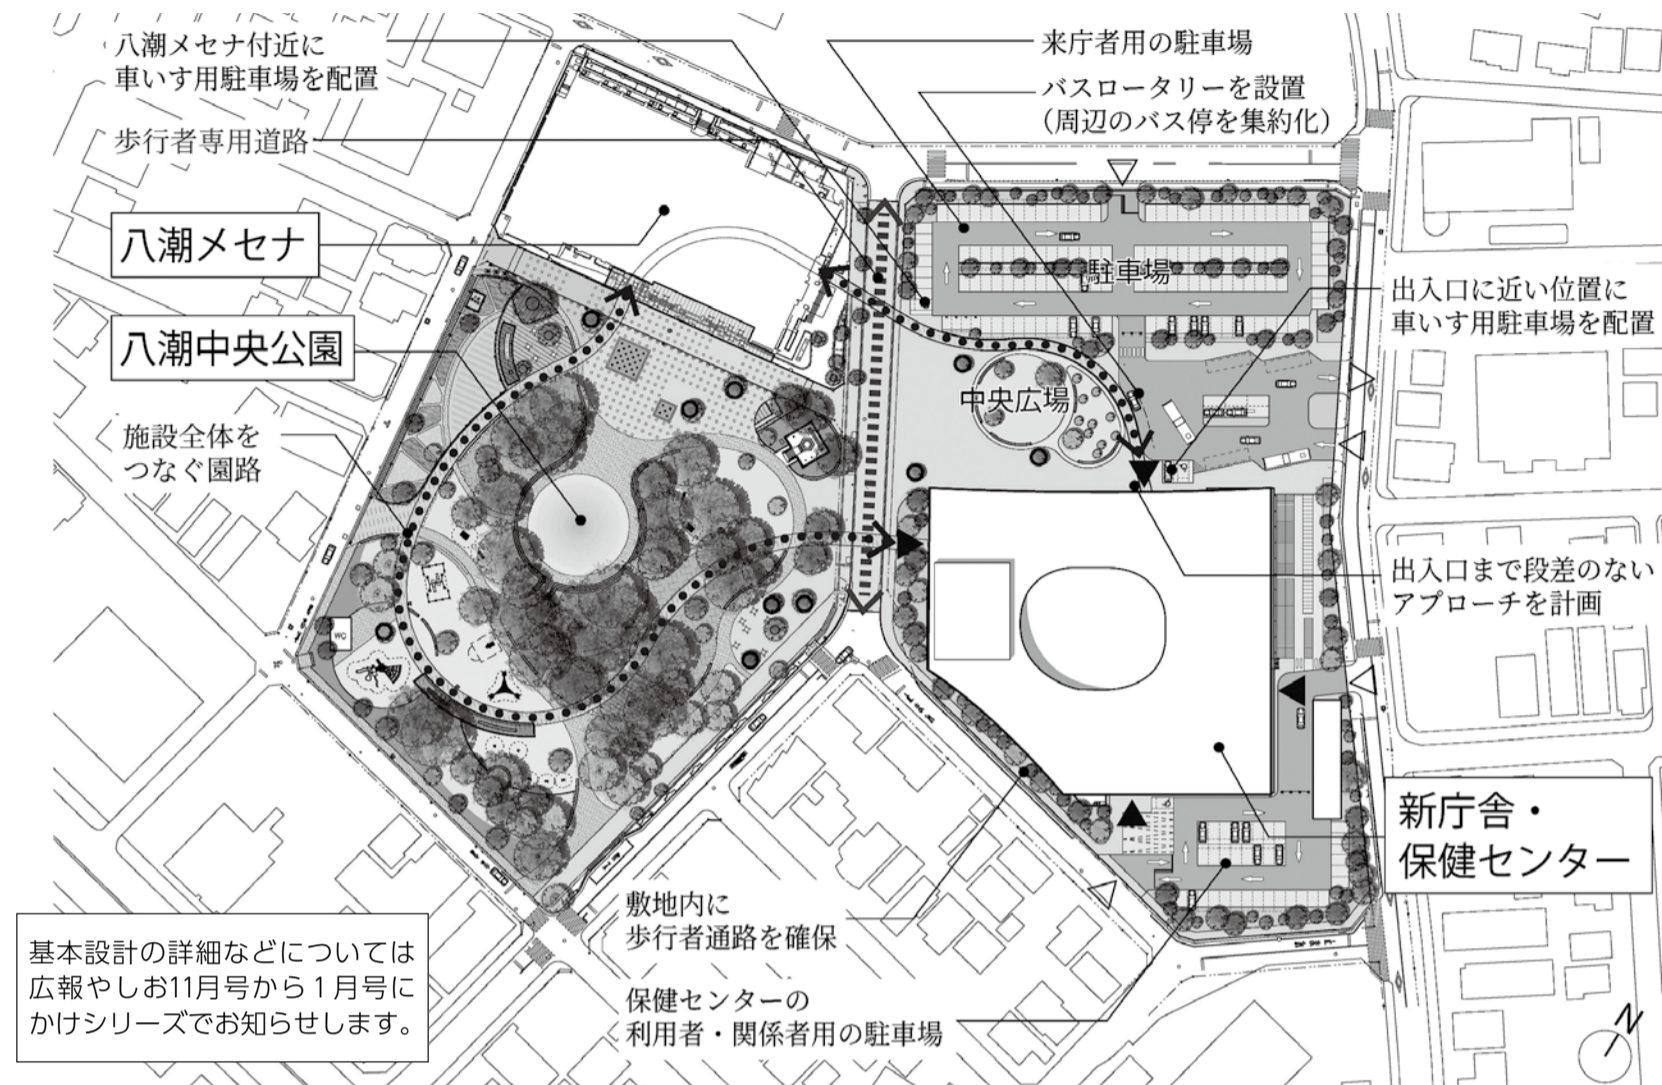 八潮メセナ付近に
車いす用駐車場を配置
歩行者専用道路
八潮メセナ
八潮中央公園
施設全体を
つなぐ園路
来庁者用の駐車場
バスロータリーを設置
（周辺のバス停を集約化）
駐車場
中央広場
出入口に近い位置に
車いす用駐車場を配置
出入口まで段差のない
アプローチを計画
新庁舎・
保健センター
WC
敷地内に
歩行者通路を確保
保健センターの
利用者・関係者用の駐車場
基本設計の詳細などについては
広報やしお11月号から１月号に
かけシリーズでお知らせします。
N